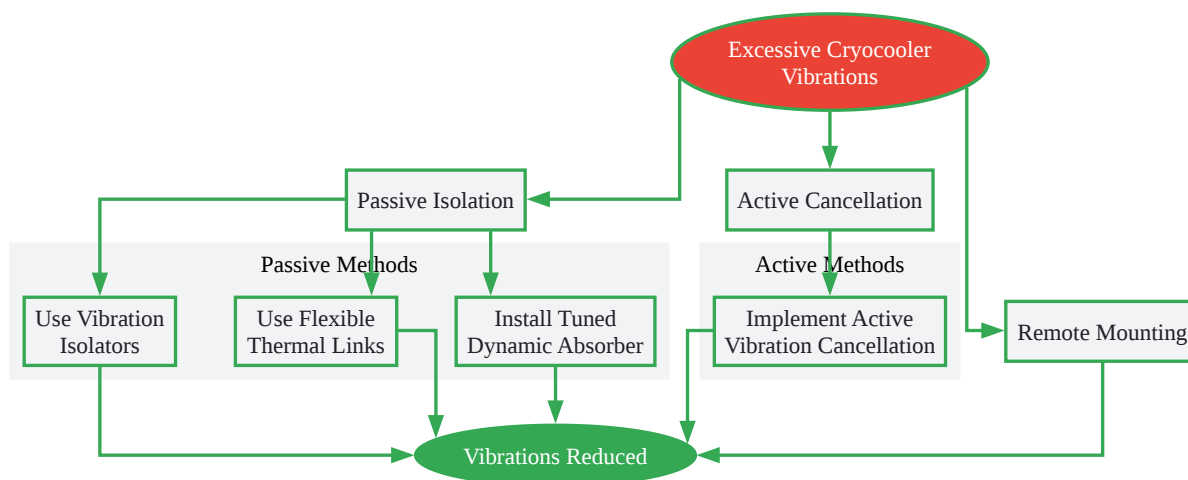 Excessive Cryocooler
Vibrations
Passive Isolation
Active Cancellation
Passive Methods
Active Methods
Use Vibration
Isolators
Use Flexible
Thermal Links
Install Tuned
Dynamic Absorber
Implement Active
Vibration Cancellation
Remote Mounting
Vibrations Reduced